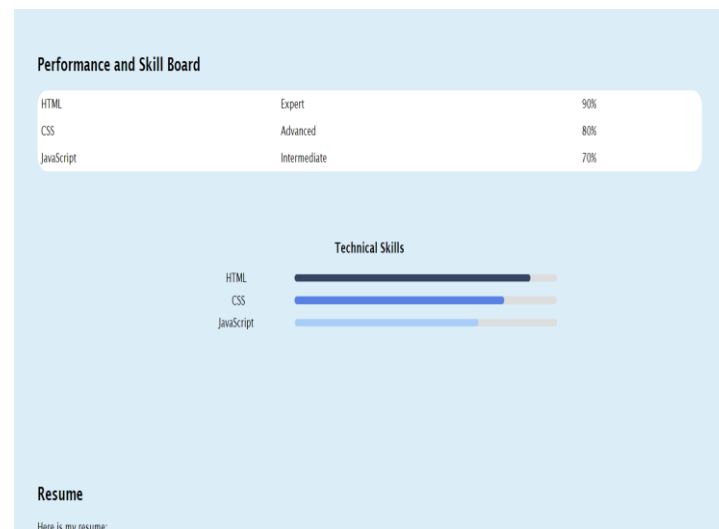 Performance and Skill Board
HTML Expert 90%
CSS Advanced 80%
JavaScript Intermediate 70%
Technical Skills
HTML
CSS
JavaScript
Resume
Here is my resume: